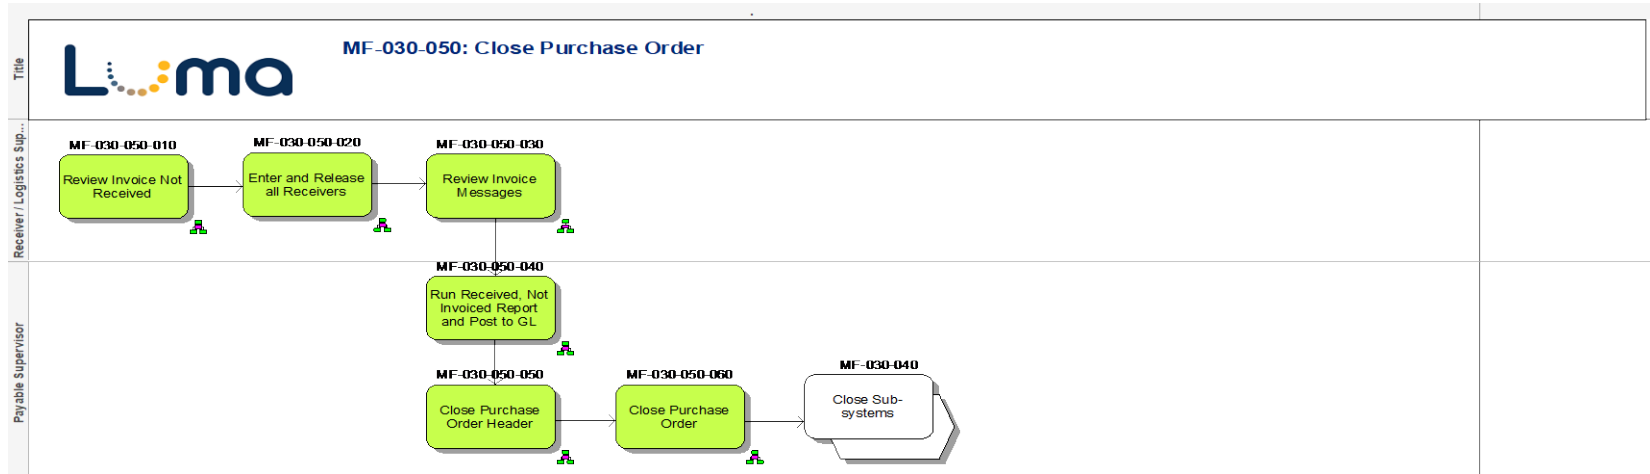 Title
Luma
MF-030-050: Close Purchase Order
Receiver / Logistics Sup...
MF-030-050-010
Review Invoice Not
Received
MF-030-050-020
Enter and Release
all Receivers
MF-030-050-030
Review Invoice
Messages
Payable Supervisor
MF-030-050-040
Run Received, Not
Invoiced Report
and Post to GL
MF-030-050-050
Close Purchase
Order Header
MF-030-050-060
Close Purchase
Order
MF-030-040
Close Sub-
systems